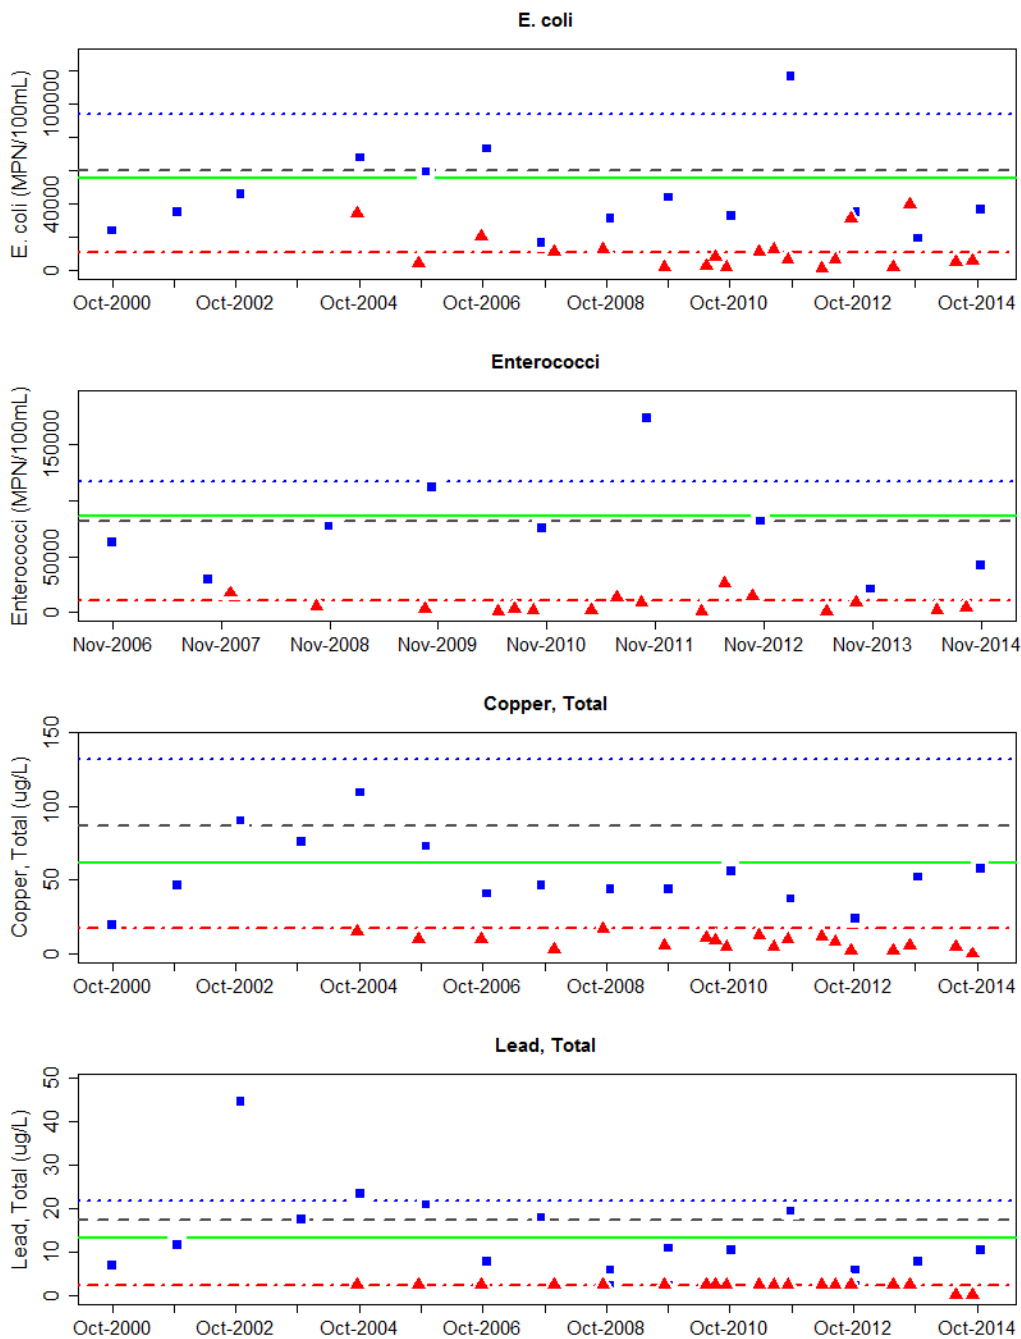 E. coli
E. coli (MPN/100mL)
0
40000
100000
Oct-2000 Oct-2002 Oct-2004 Oct-2006 Oct-2008 Oct-2010 Oct-2012 Oct-2014
Enterococci
Enterococci (MPN/100mL)
0
50000
150000
Nov-2006 Nov-2007 Nov-2008 Nov-2009 Nov-2010 Nov-2011 Nov-2012 Nov-2013 Nov-2014
Copper, Total
Copper, Total (ug/L)
0
50
100
150
Oct-2000 Oct-2002 Oct-2004 Oct-2006 Oct-2008 Oct-2010 Oct-2012 Oct-2014
Lead, Total
Lead, Total (ug/L)
0
10
20
30
40
50
Oct-2000 Oct-2002 Oct-2004 Oct-2006 Oct-2008 Oct-2010 Oct-2012 Oct-2014